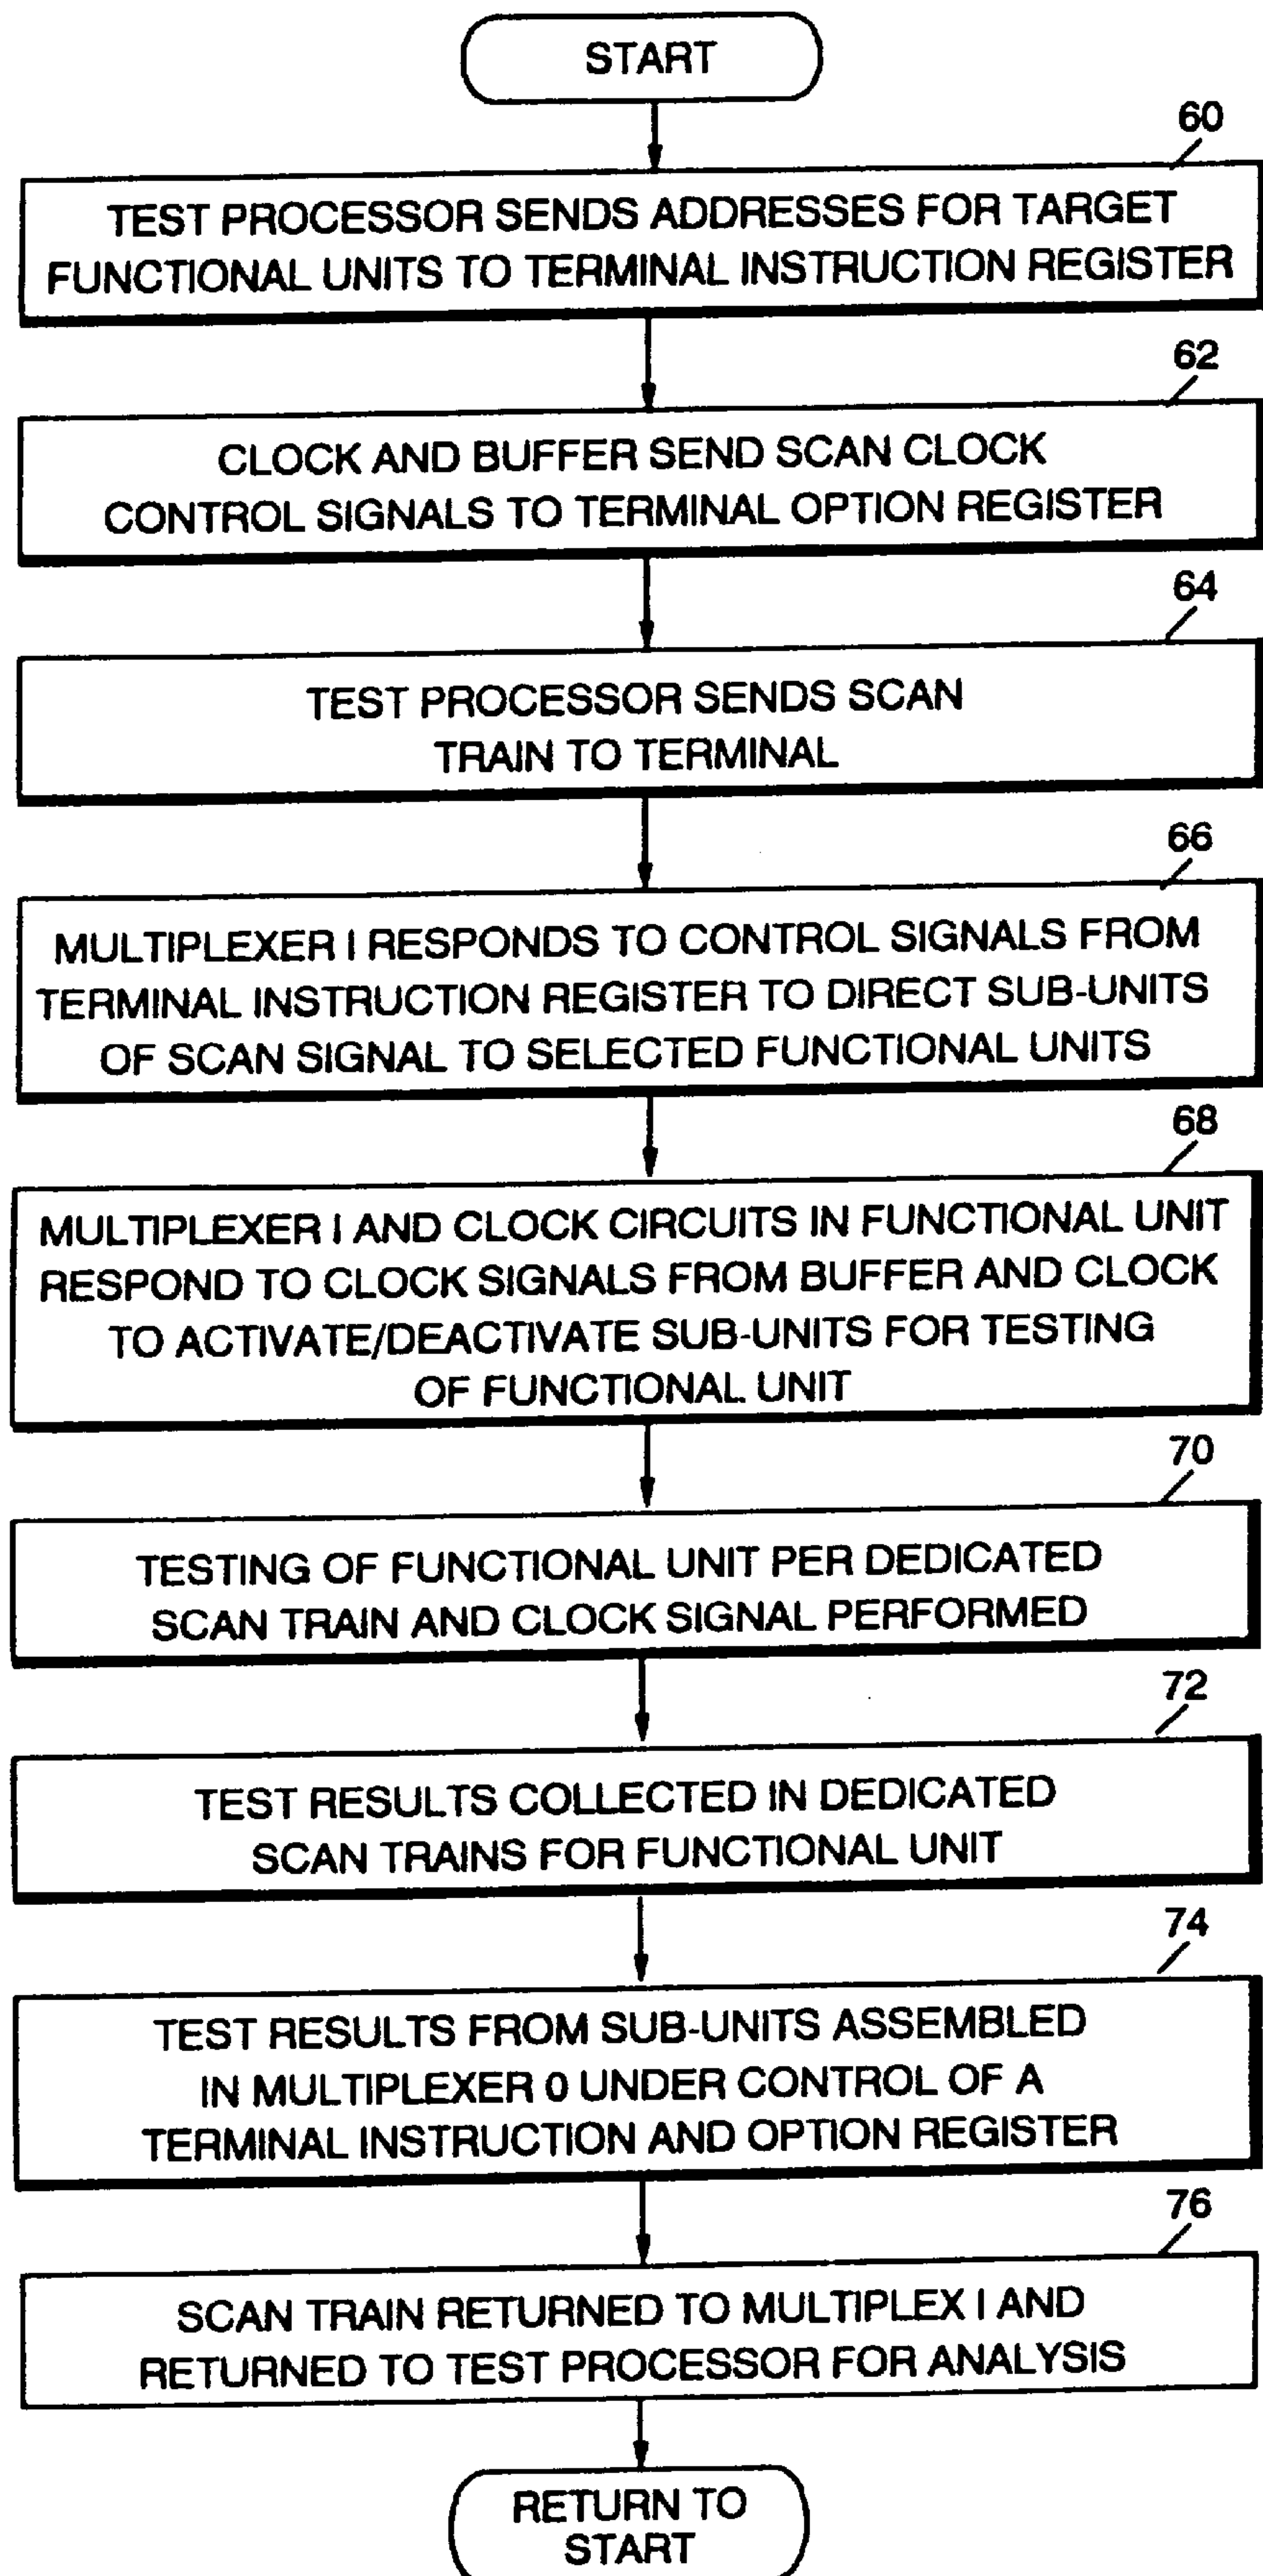 START
60
TEST PROCESSOR SENDS ADDRESSES FOR TARGET
FUNCTIONAL UNITS TO TERMINAL INSTRUCTION REGISTER
62
CLOCK AND BUFFER SEND SCAN CLOCK
CONTROL SIGNALS TO TERMINAL OPTION REGISTER
64
TEST PROCESSOR SENDS SCAN
TRAIN TO TERMINAL
66
MULTIPLEXER I RESPONDS TO CONTROL SIGNALS FROM
TERMINAL INSTRUCTION REGISTER TO DIRECT SUB-UNITS
OF SCAN SIGNAL TO SELECTED FUNCTIONAL UNITS
68
MULTIPLEXER I AND CLOCK CIRCUITS IN FUNCTIONAL UNIT
RESPOND TO CLOCK SIGNALS FROM BUFFER AND CLOCK
TO ACTIVATE/DEACTIVATE SUB-UNITS FOR TESTING
OF FUNCTIONAL UNIT
70
TESTING OF FUNCTIONAL UNIT PER DEDICATED
SCAN TRAIN AND CLOCK SIGNAL PERFORMED
72
TEST RESULTS COLLECTED IN DEDICATED
SCAN TRAINS FOR FUNCTIONAL UNIT
74
TEST RESULTS FROM SUB-UNITS ASSEMBLED
IN MULTIPLEXER 0 UNDER CONTROL OF A
TERMINAL INSTRUCTION AND OPTION REGISTER
76
SCAN TRAIN RETURNED TO MULTIPLEX I AND
RETURNED TO TEST PROCESSOR FOR ANALYSIS
RETURN TO
START